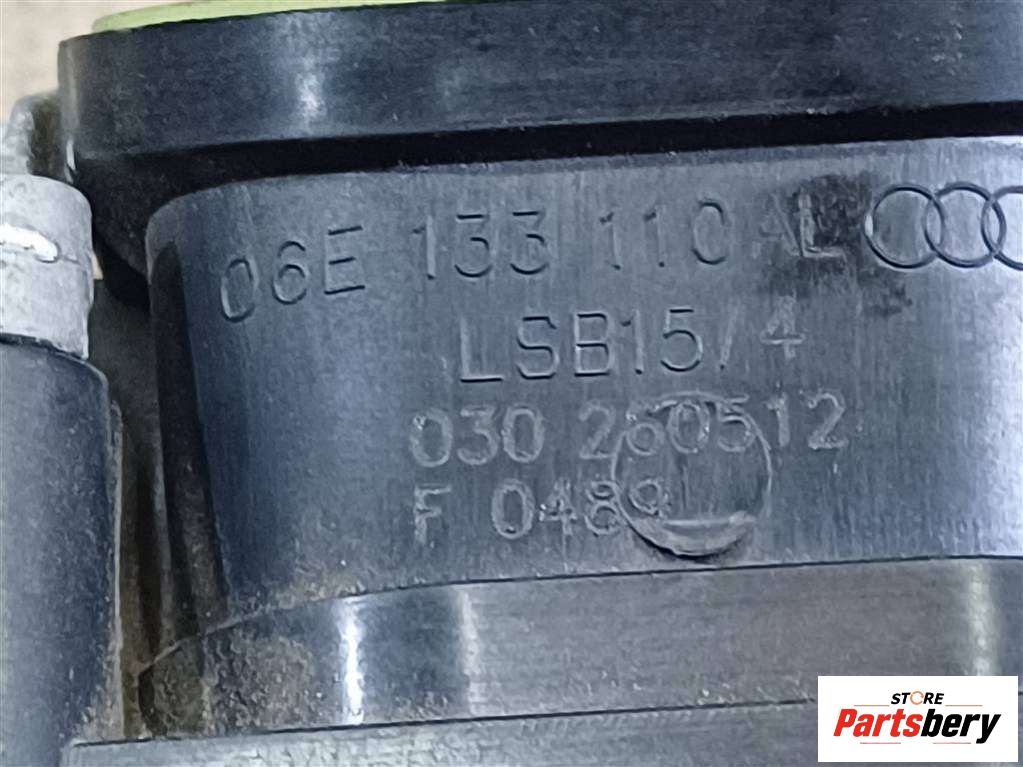 06E 133 110 AL
LSB15/4
030 260512
F 0489
STORE
Partsbery